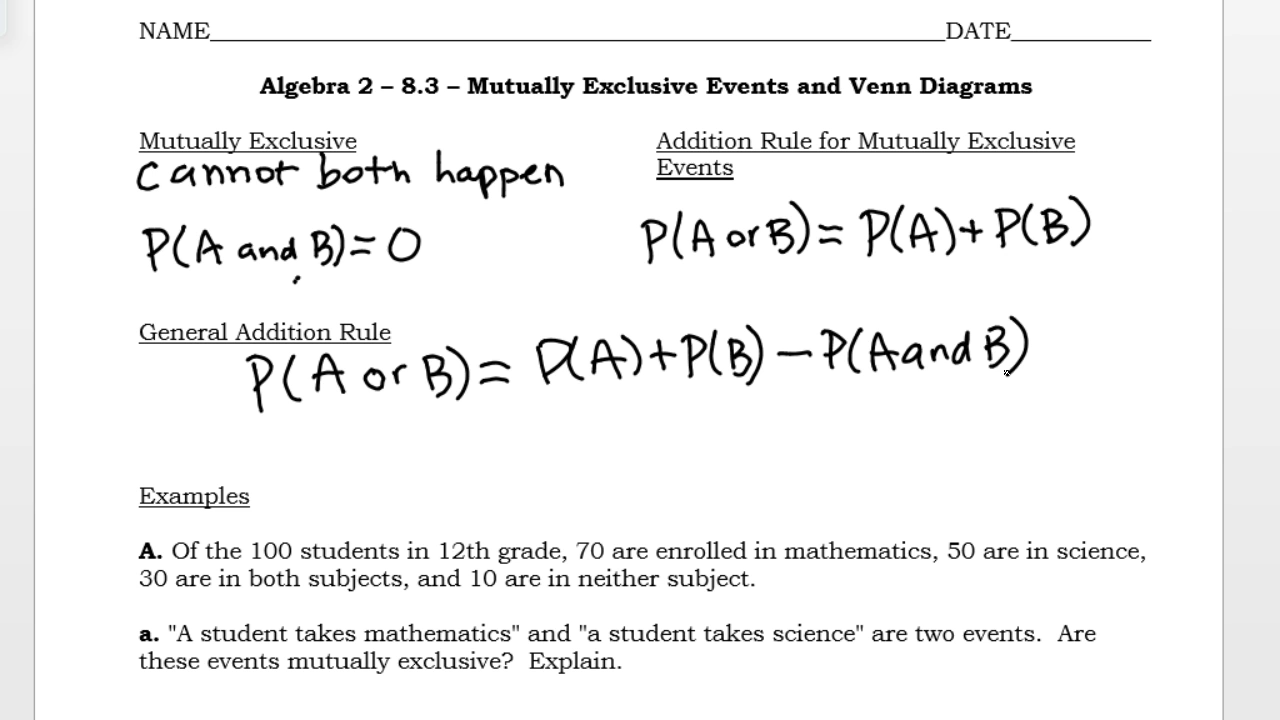 NAME DATE
Algebra 2 – 8.3 – Mutually Exclusive Events and Venn Diagrams
Mutually Exclusive
cannot both happen
P(A and B)=0
Addition Rule for Mutually Exclusive
Events
P(A or B)= P(A)+ P(B)
General Addition Rule
P(A or B)= P(A)+P(B) – P(A and B)
Examples
A. Of the 100 students in 12th grade, 70 are enrolled in mathematics, 50 are in science,
30 are in both subjects, and 10 are in neither subject.
a. "A student takes mathematics" and "a student takes science" are two events. Are
these events mutually exclusive? Explain.